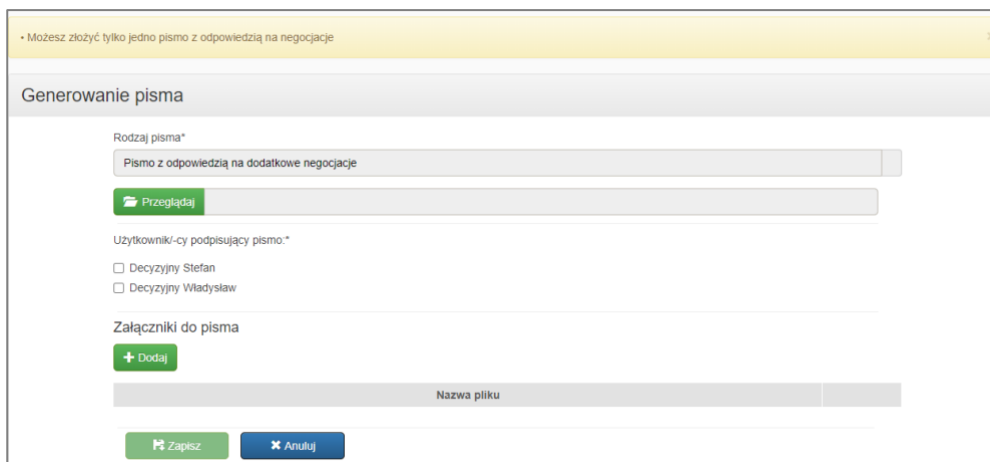 • Możesz złożyć tylko jedno pismo z odpowiedzią na negocjacje
Generowanie pisma
Rodzaj pisma*
Pismo z odpowiedzią na dodatkowe negocjacje
Przeglądaj
Użytkownik/-cy podpisujący pismo:*
Decyzyjny Stefan
Decyzyjny Władysław
Załączniki do pisma
+ Dodaj
Nazwa pliku
Zapisz
Anuluj